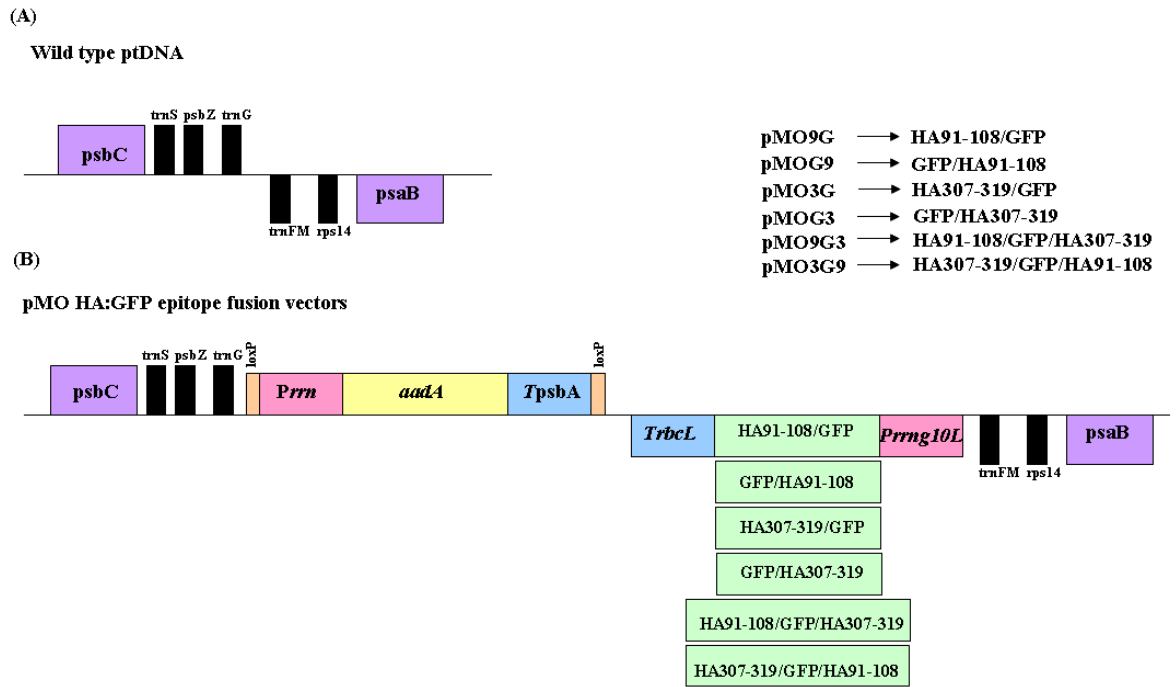 (A)
Wild type ptDNA
trnS psbZ trnG
psbC
trnFM rps14
psaB
pMO9G HA91-108/GFP
pMOG9 GFP/HA91-108
pMO3G HA307-319/GFP
pMOG3 GFP/HA307-319
pMO9G3 HA91-108/GFP/HA307-319
pMO3G9 HA307-319/GFP/HA91-108
(B)
pMO HA:GFP epitope fusion vectors
trnS psbZ trnG loxP loxP
psbC Prrn aadA TpsbA
TrbcL HA91-108/GFP Prrng10L psaB
trnFM rps14
GFP/HA91-108
HA307-319/GFP
GFP/HA307-319
HA91-108/GFP/HA307-319
HA307-319/GFP/HA91-108